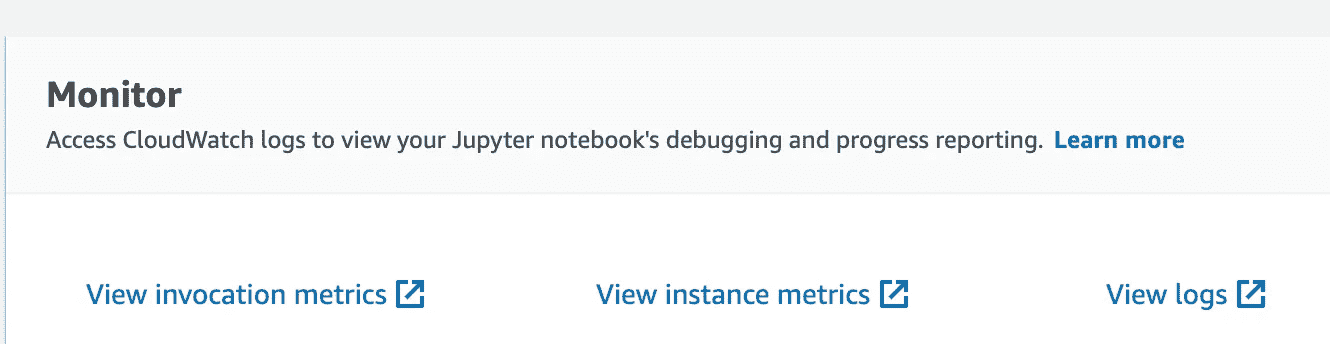 Monitor
Access CloudWatch logs to view your Jupyter notebook's debugging and progress reporting. Learn more
View invocation metrics View instance metrics View logs